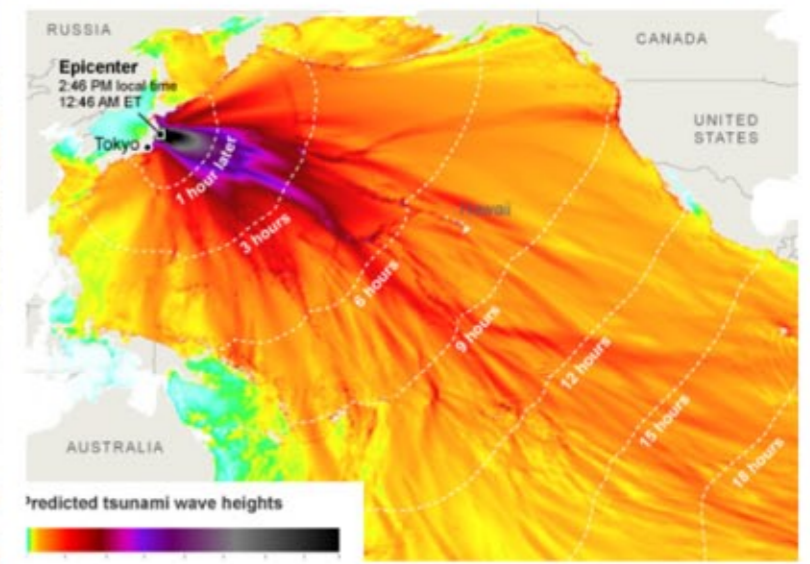 RUSSIA
CANADA
Epicenter
2:46 PM local time
12:46 AM ET
UNITED
STATES
Tokyo
1 hour later
Hawaii
3 hours
6 hours
9 hours
12 hours
15 hours
18 hours
AUSTRALIA
Predicted tsunami wave heights